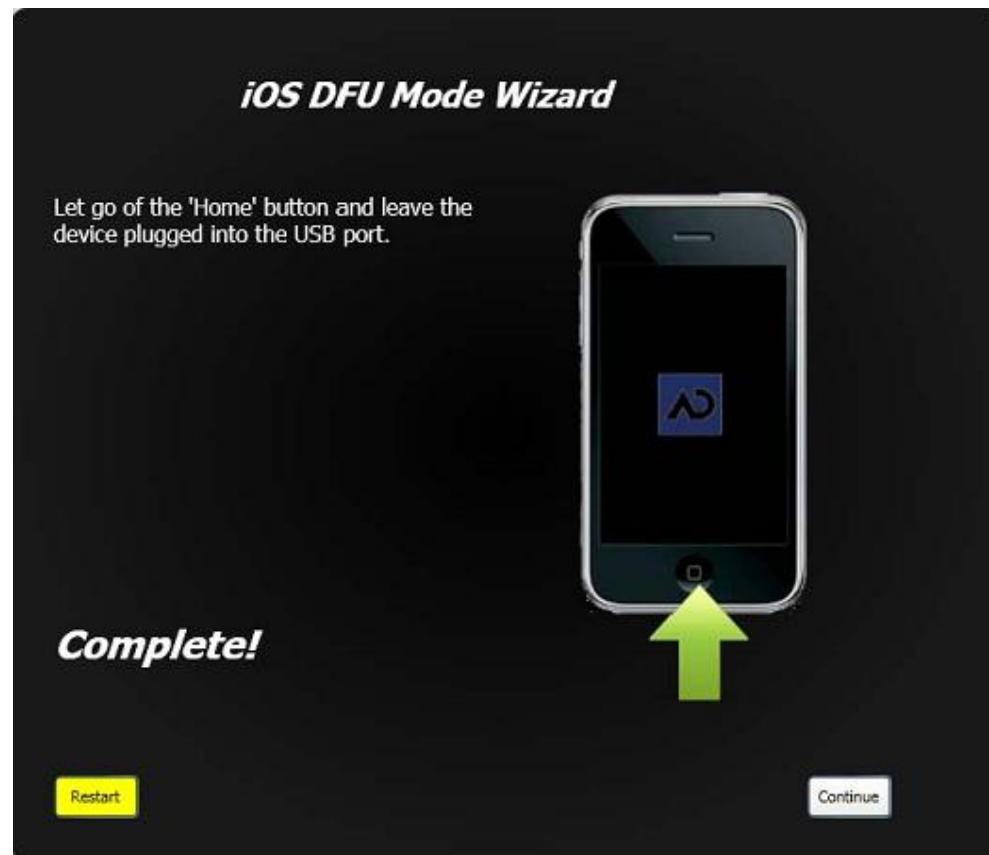 iOS DFU Mode Wizard
Let go of the 'Home' button and leave the
device plugged into the USB port.
AD
Complete!
Restart
Continue